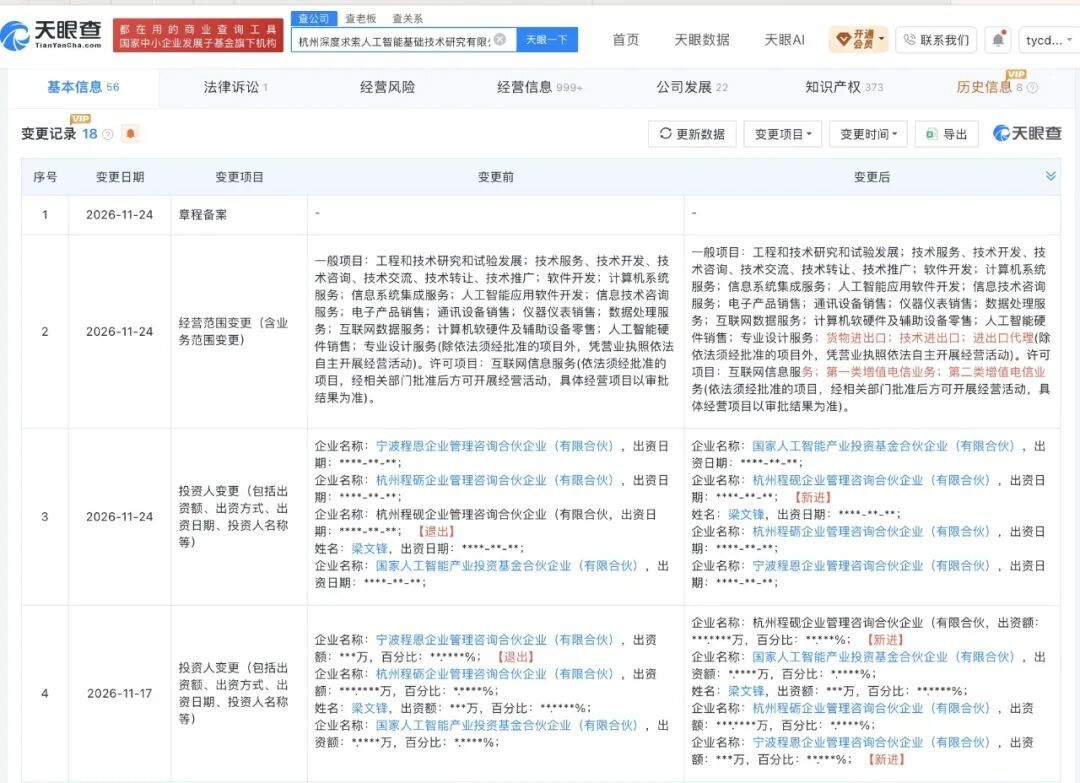 天眼查
TianYanCha.com
都在用的商业查询工具
国家中小企业发展子基金旗下机构
查公司 查老板 查关系
杭州深度求索人工智能基础技术研究有限
天眼一下
首页 天眼数据 天眼AI
开通会员
联系我们
tycd...
基本信息 56 法律诉讼 1 经营风险 经营信息 999+ 公司发展 22 知识产权 373 历史信息 8
VIP
变更记录 18
VIP
更新数据 变更项目 变更时间 导出 天眼查
序号 变更日期 变更项目 变更前 变更后
1 2026-11-24 章程备案 - -
2 2026-11-24
经营范围变更（含业
务范围变更）
一般项目：工程和技术研究和试验发展；技术服务、技术开发、技
术咨询、技术交流、技术转让、技术推广；软件开发；计算机系统
服务；信息系统集成服务；人工智能应用软件开发；信息技术咨询
服务；电子产品销售；通讯设备销售；仪器仪表销售；数据处理服
务；互联网数据服务；计算机软硬件及辅助设备零售；人工智能硬
件销售；专业设计服务(除依法须经批准的项目外，凭营业执照依法
自主开展经营活动)。许可项目：互联网信息服务(依法须经批准的
项目，经相关部门批准后方可开展经营活动，具体经营项目以审批
结果为准)。
一般项目：工程和技术研究和试验发展；技术服务、技术开发、技
术咨询、技术交流、技术转让、技术推广；软件开发；计算机系统
服务；信息系统集成服务；人工智能应用软件开发；信息技术咨询
服务；电子产品销售；通讯设备销售；仪器仪表销售；数据处理服
务；互联网数据服务；计算机软硬件及辅助设备零售；人工智能硬
件销售；专业设计服务；货物进出口；技术进出口；进出口代理(除
依法须经批准的项目外，凭营业执照依法自主开展经营活动)。许可
项目：互联网信息服务；第一类增值电信业务；第二类增值电信业
务(依法须经批准的项目，经相关部门批准后方可开展经营活动，具
体经营项目以审批结果为准)。
3 2026-11-24
投资人变更（包括出
资额、出资方式、出
资日期、投资人名称
等）
企业名称：宁波程恩企业管理咨询合伙企业（有限合伙），出资日
期：****-**-**；
企业名称：杭州程砺企业管理咨询合伙企业（有限合伙），出资日
期：****-**-**；
企业名称：杭州程砚企业管理咨询合伙企业（有限合伙，出资日
期：****-**-**； 【退出】
姓名：梁文锋，出资日期：****-**-**；
企业名称：国家人工智能产业投资基金合伙企业（有限合伙），出
资日期：****-**-**；
企业名称：国家人工智能产业投资基金合伙企业（有限合伙），出
资日期：****-**-**；
企业名称：杭州程砚企业管理咨询合伙企业（有限合伙），出资日
期：****-**-**； 【新进】
姓名：梁文锋，出资日期：****-**-**；
企业名称：杭州程砺企业管理咨询合伙企业（有限合伙），出资日
期：****-**-**；
企业名称：宁波程恩企业管理咨询合伙企业（有限合伙），出资日
期：****-**-**；
4 2026-11-17
投资人变更（包括出
资额、出资方式、出
资日期、投资人名称
等）
企业名称：宁波程恩企业管理咨询合伙企业（有限合伙），出资
额：***万，百分比：**.****%； 【退出】
企业名称：杭州程砺企业管理咨询合伙企业（有限合伙），出资
额：***.****万，百分比：*.****%；
姓名：梁文锋，出资额：***万，百分比：**.****%；
企业名称：国家人工智能产业投资基金合伙企业（有限合伙），出
资额：*.****万，百分比：*.****%；
企业名称：杭州程砚企业管理咨询合伙企业（有限合伙，出资额：
**.****万，百分比：*.****%； 【新进】
企业名称：国家人工智能产业投资基金合伙企业（有限合伙），出
资额：*.****万，百分比：*.****%；
姓名：梁文锋，出资额：***万，百分比：**.****%；
企业名称：杭州程砺企业管理咨询合伙企业（有限合伙），出资
额：**.****万，百分比：*.****%；
企业名称：宁波程恩企业管理咨询合伙企业（有限合伙），出资
额：***万，百分比：**.***%； 【新进】